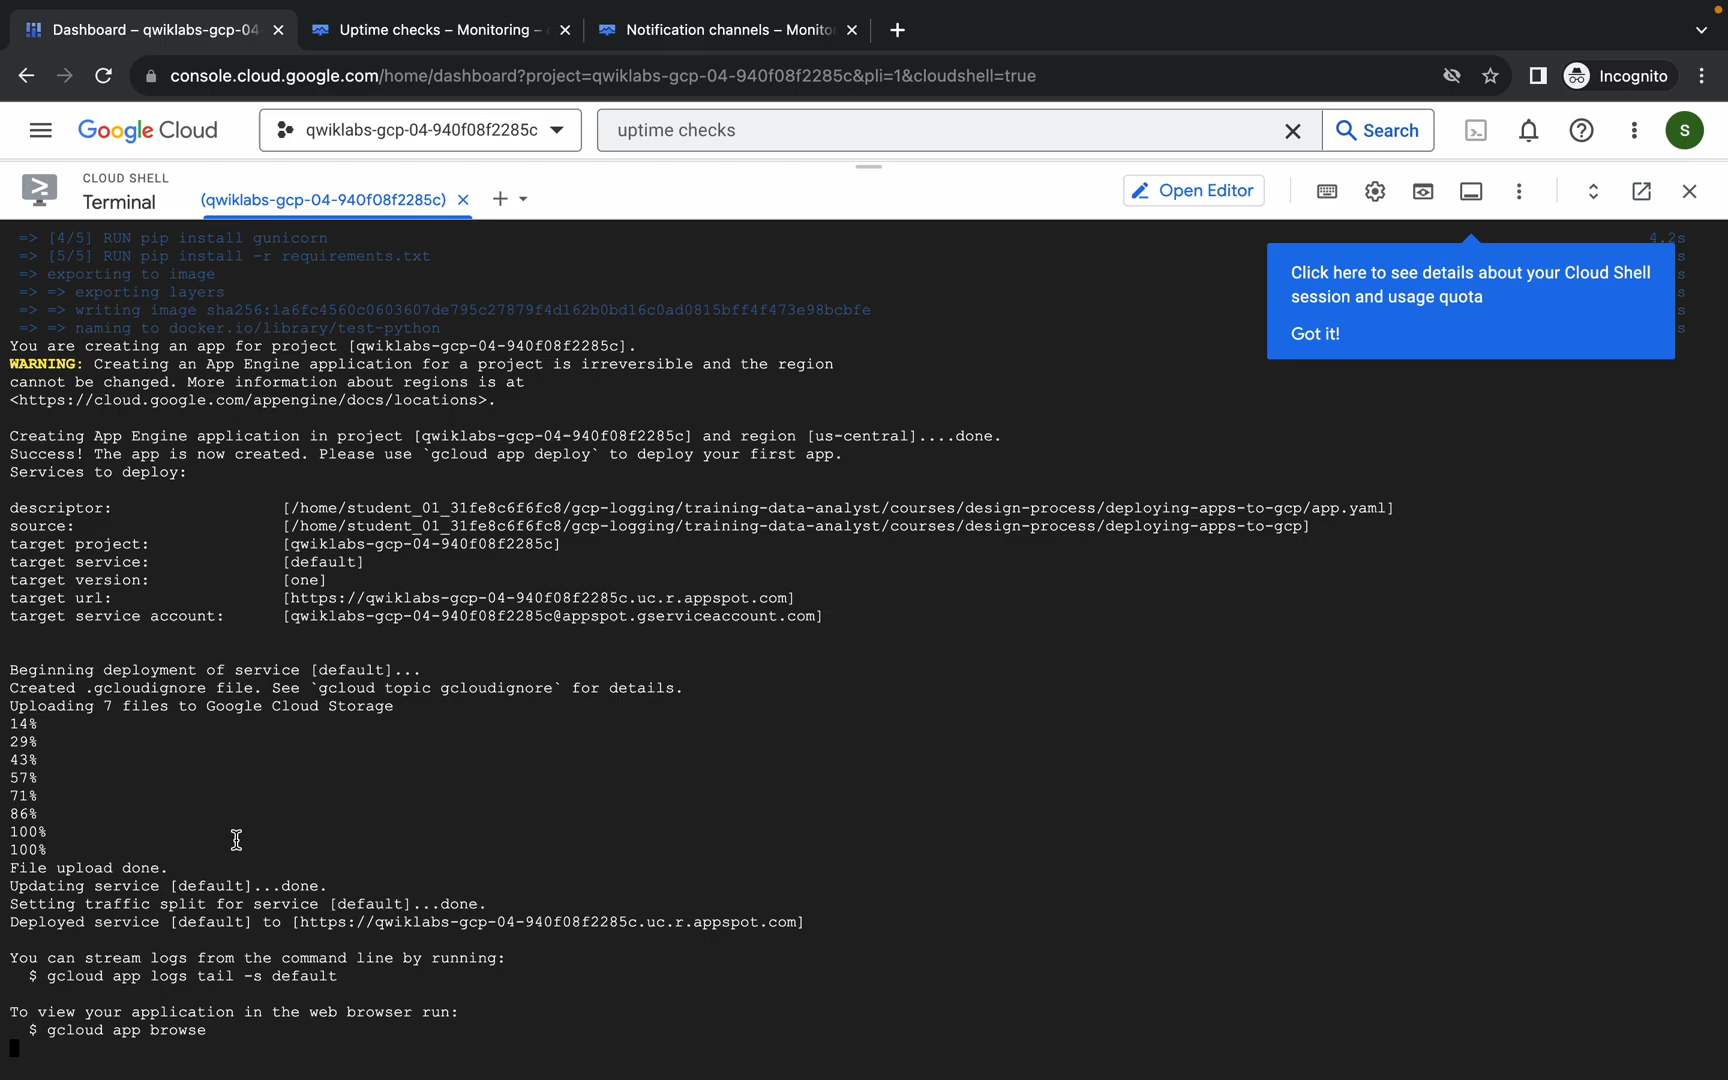 Dashboard – qwiklabs-gcp-04-
Uptime checks – Monitoring –
Notification channels – Monito
console.cloud.google.com/home/dashboard?project=qwiklabs-gcp-04-940f08f2285c&pli=1&cloudshell=true
Incognito
Google Cloud
qwiklabs-gcp-04-940f08f2285c
uptime checks
Search
S
CLOUD SHELL
Terminal
(qwiklabs-gcp-04-940f08f2285c)
Open Editor
=> [4/5] RUN pip install gunicorn 4.2s
=> [5/5] RUN pip install -r requirements.txt s
=> exporting to image s
=> => exporting layers s
=> => writing image sha256:1a6fc4560c0603607de795c27879f4d162b0bd16c0ad0815bff4f473e98bcbfe s
=> => naming to docker.io/library/test-python s
Click here to see details about your Cloud Shell
session and usage quota
Got it!
You are creating an app for project [qwiklabs-gcp-04-940f08f2285c].
WARNING: Creating an App Engine application for a project is irreversible and the region
cannot be changed. More information about regions is at
<https://cloud.google.com/appengine/docs/locations>.
Creating App Engine application in project [qwiklabs-gcp-04-940f08f2285c] and region [us-central]....done.
Success! The app is now created. Please use `gcloud app deploy` to deploy your first app.
Services to deploy:
descriptor: [/home/student_01_31fe8c6f6fc8/gcp-logging/training-data-analyst/courses/design-process/deploying-apps-to-gcp/app.yaml]
source: [/home/student_01_31fe8c6f6fc8/gcp-logging/training-data-analyst/courses/design-process/deploying-apps-to-gcp]
target project: [qwiklabs-gcp-04-940f08f2285c]
target service: [default]
target version: [one]
target url: [https://qwiklabs-gcp-04-940f08f2285c.uc.r.appspot.com]
target service account: [qwiklabs-gcp-04-940f08f2285c@appspot.gserviceaccount.com]
Beginning deployment of service [default]...
Created .gcloudignore file. See `gcloud topic gcloudignore` for details.
Uploading 7 files to Google Cloud Storage
14%
29%
43%
57%
71%
86%
100%
100%
File upload done.
Updating service [default]...done.
Setting traffic split for service [default]...done.
Deployed service [default] to [https://qwiklabs-gcp-04-940f08f2285c.uc.r.appspot.com]
You can stream logs from the command line by running:
$ gcloud app logs tail -s default
To view your application in the web browser run:
$ gcloud app browse